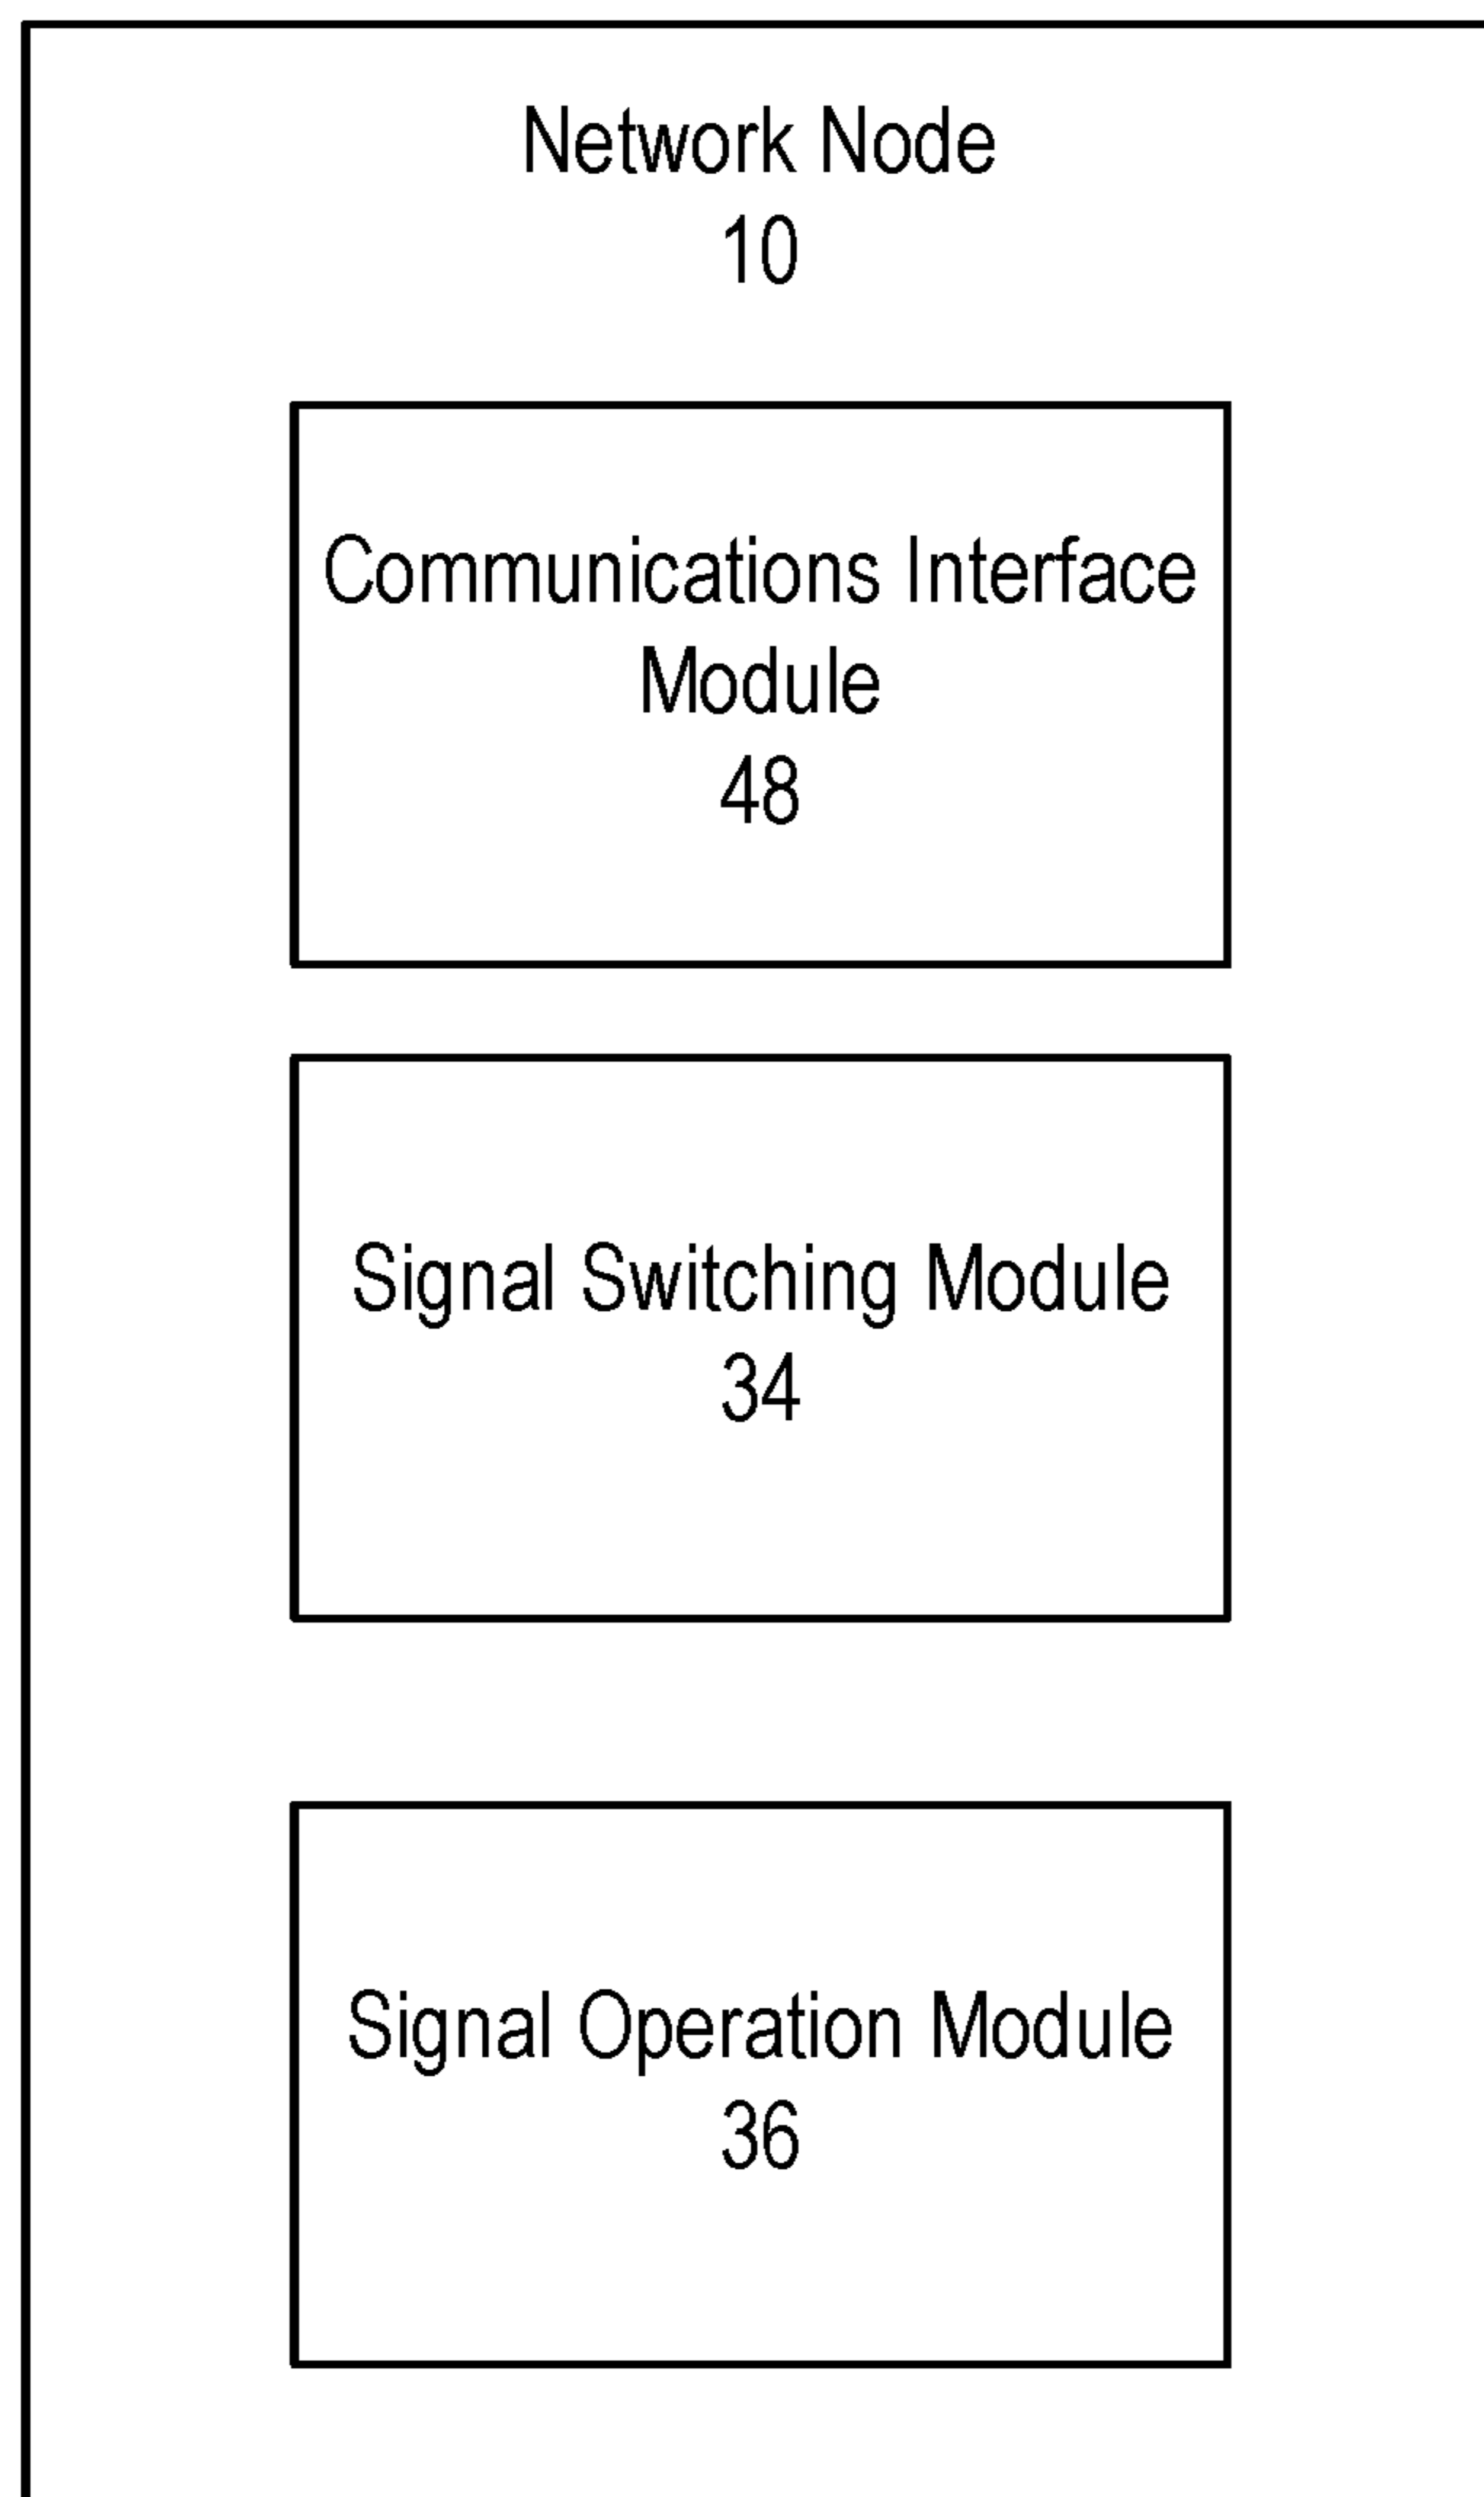 Network Node
10
Communications Interface
Module
48
Signal Switching Module
34
Signal Operation Module
36